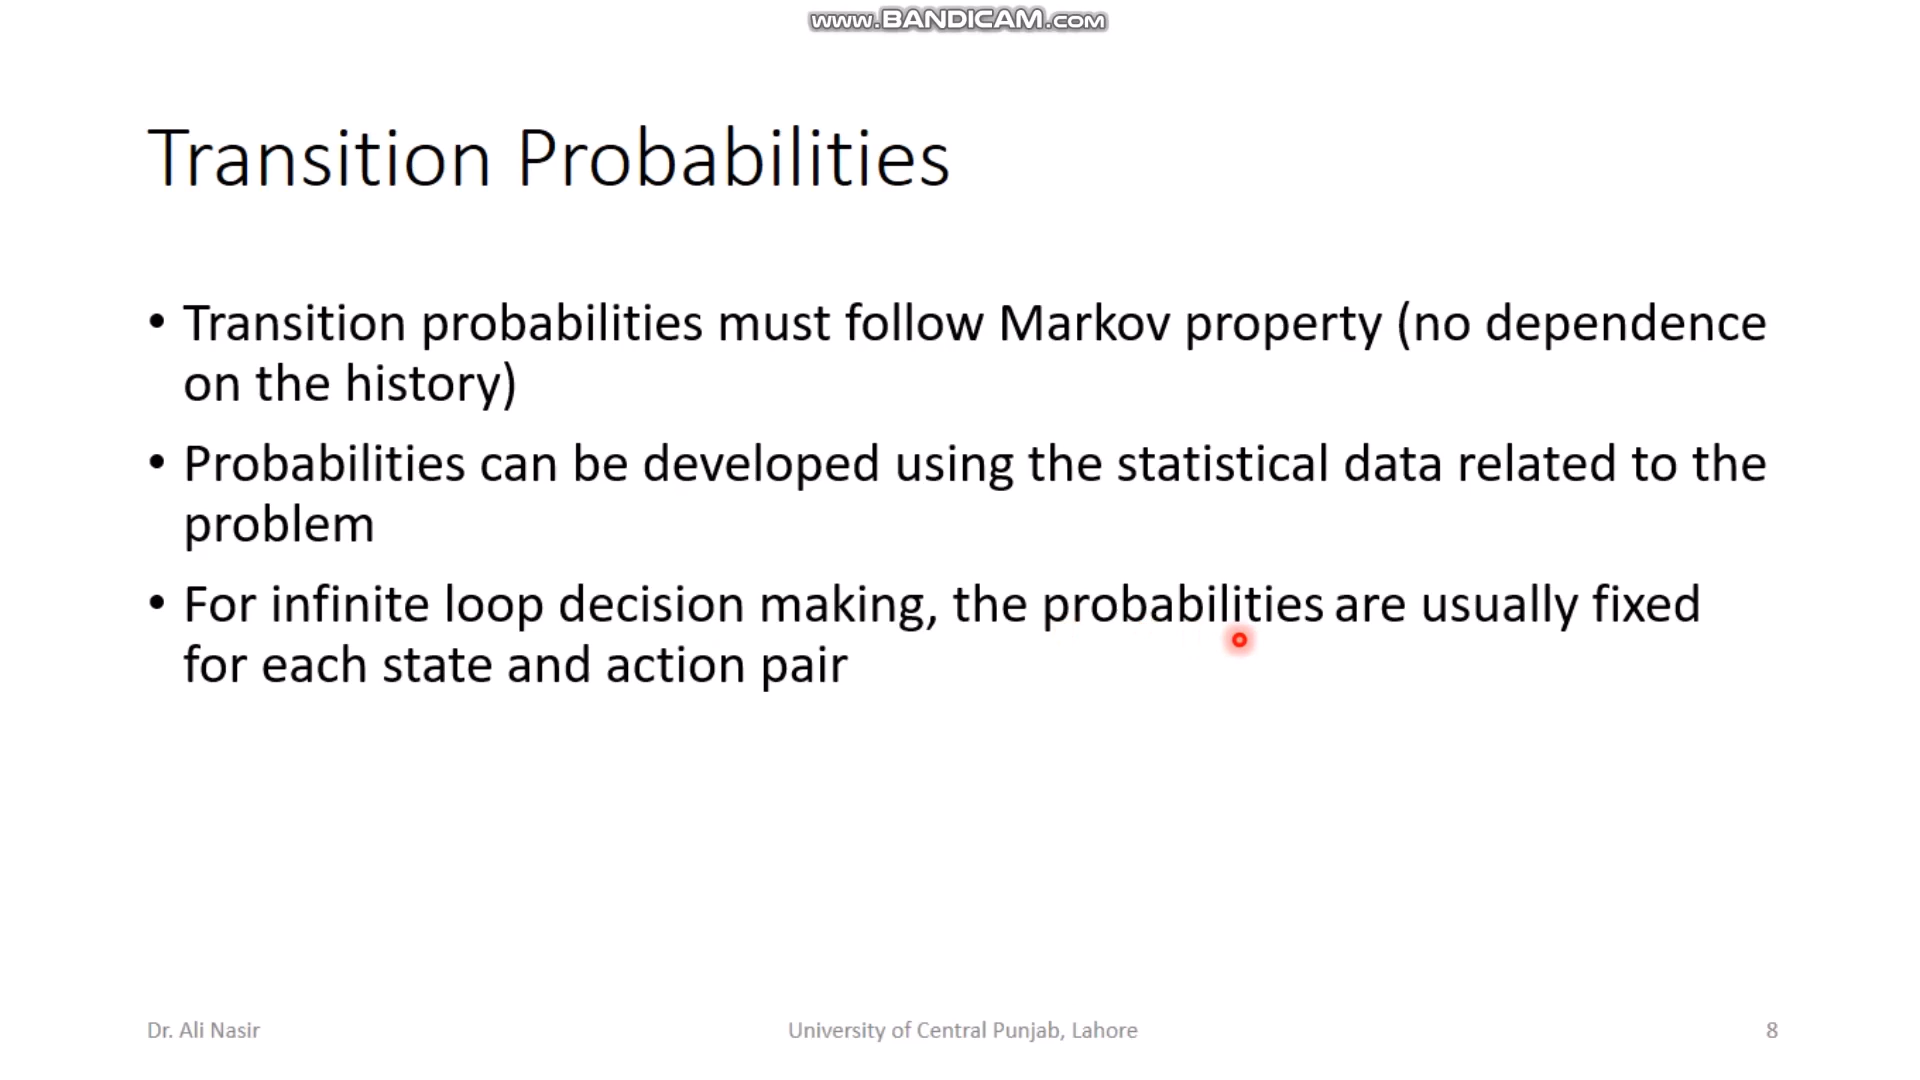 www.BANDICAM.com
Transition Probabilities
• Transition probabilities must follow Markov property (no dependence
on the history)
• Probabilities can be developed using the statistical data related to the
problem
• For infinite loop decision making, the probabilities are usually fixed
for each state and action pair
Dr. Ali Nasir
University of Central Punjab, Lahore
8